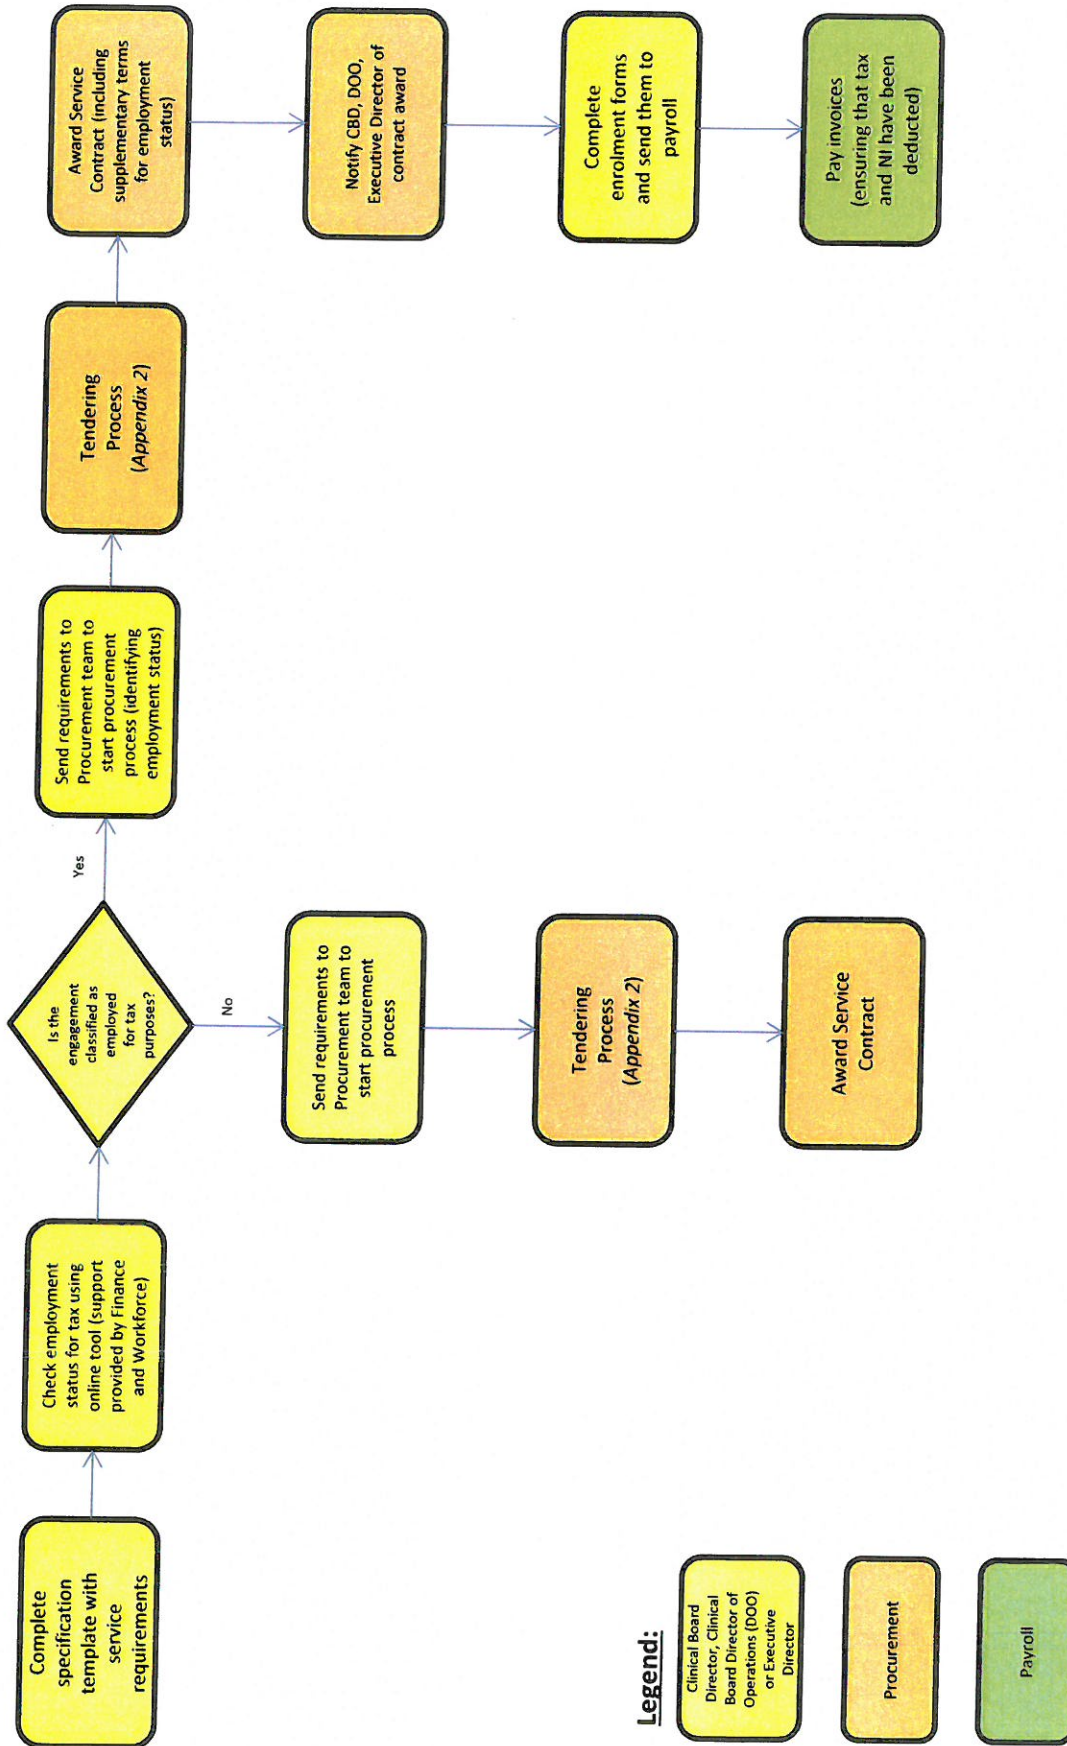 Complete
specification
template with
service
requirements
Check employment
status for tax using
online tool (support
provided by Finance
and Workforce)
Is the
engagement
classified as
employed
for tax
purposes?
Yes
No
Send requirements to
Procurement team to
start procurement
process (identifying
employment status)
Tendering
Process
(Appendix 2)
Award Service
Contract (including
supplementary terms
for employment
status)
Notify CBD, DOO,
Executive Director of
contract award
Complete
enrolment forms
and send them to
payroll
Pay invoices
(ensuring that tax
and NI have been
deducted)
Send requirements to
Procurement team to
start procurement
process
Tendering
Process
(Appendix 2)
Award Service
Contract
Legend:
Clinical Board
Director, Clinical
Board Director of
Operations (DOO)
or Executive
Director
Procurement
Payroll